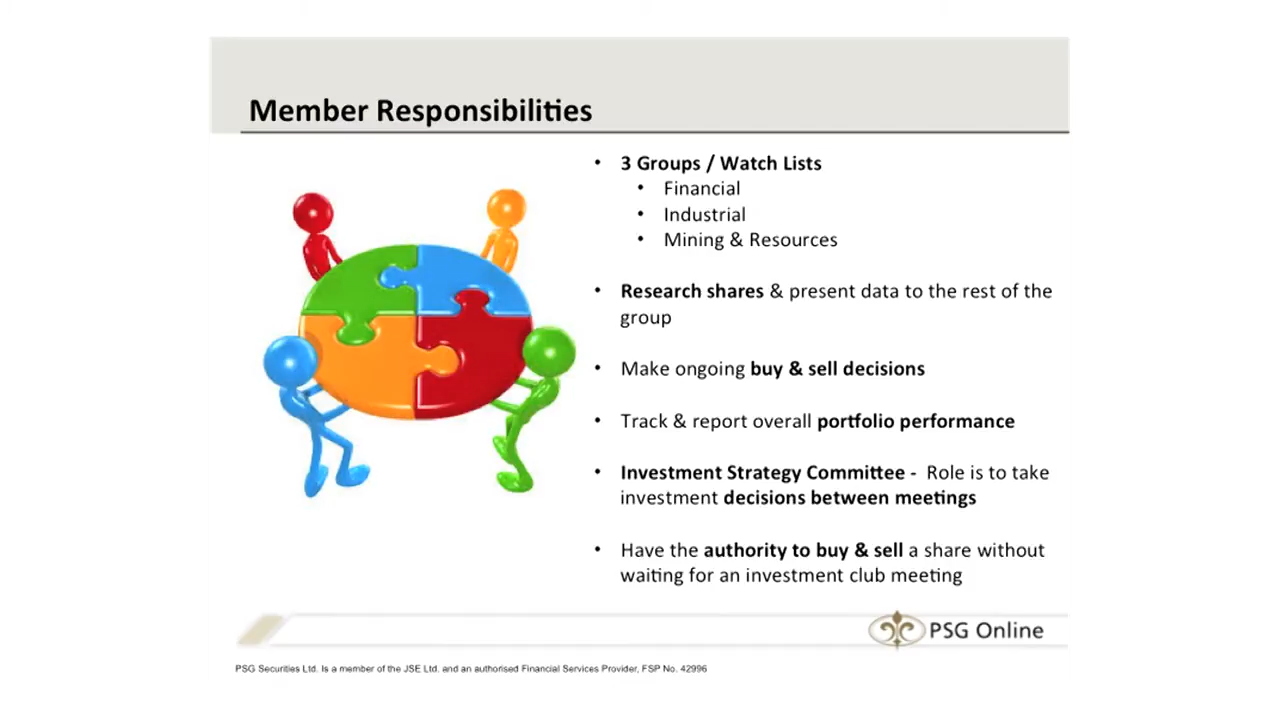 Member Responsibilities
• 3 Groups / Watch Lists
• Financial
• Industrial
• Mining & Resources
• Research shares & present data to the rest of the
group
• Make ongoing buy & sell decisions
• Track & report overall portfolio performance
• Investment Strategy Committee - Role is to take
investment decisions between meetings
• Have the authority to buy & sell a share without
waiting for an investment club meeting
PSG Online
PSG Securities Ltd. Is a member of the JSE Ltd. and an authorised Financial Services Provider, FSP No. 42996